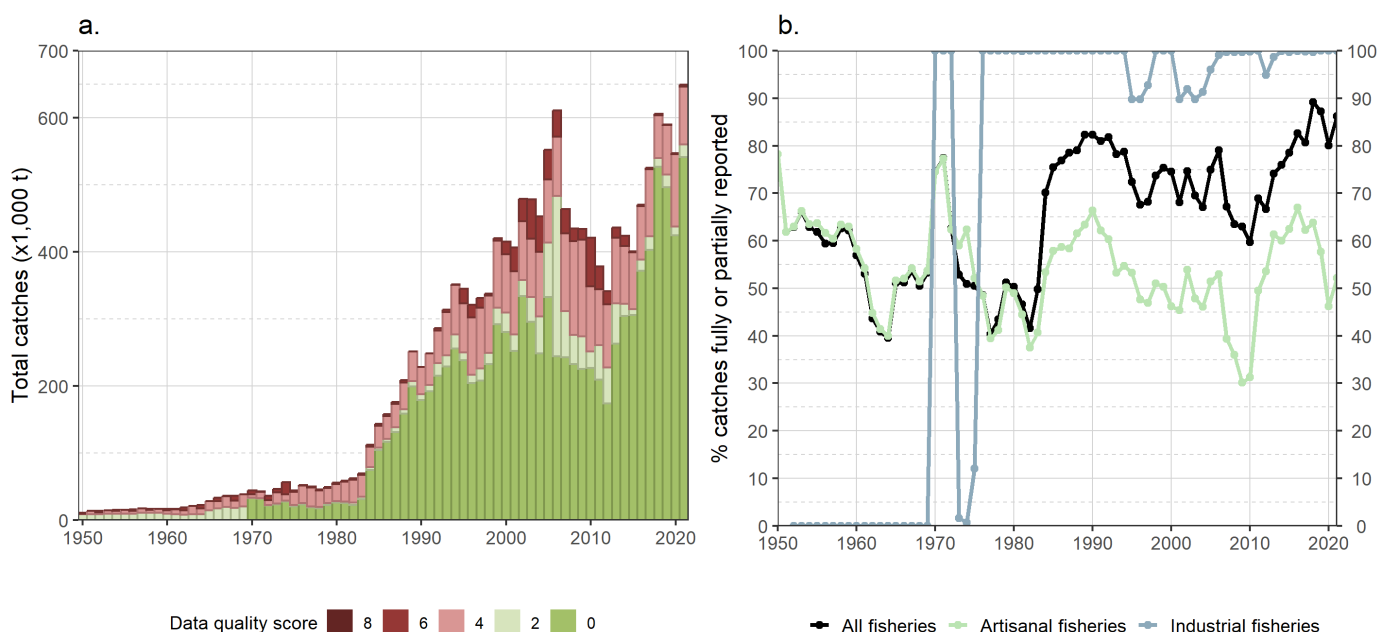 a.
Total catches (x1,000 t)
700
600
400
200
0
1950 1960 1970 1980 1990 2000 2010 2020
Data quality score 8 6 4 2 0
b.
% catches fully or partially reported
100 100
90 90
80 80
70 70
60 60
50 50
40 40
30 30
20 20
10 10
0 0
1950 1960 1970 1980 1990 2000 2010 2020
All fisheries Artisanal fisheries Industrial fisheries